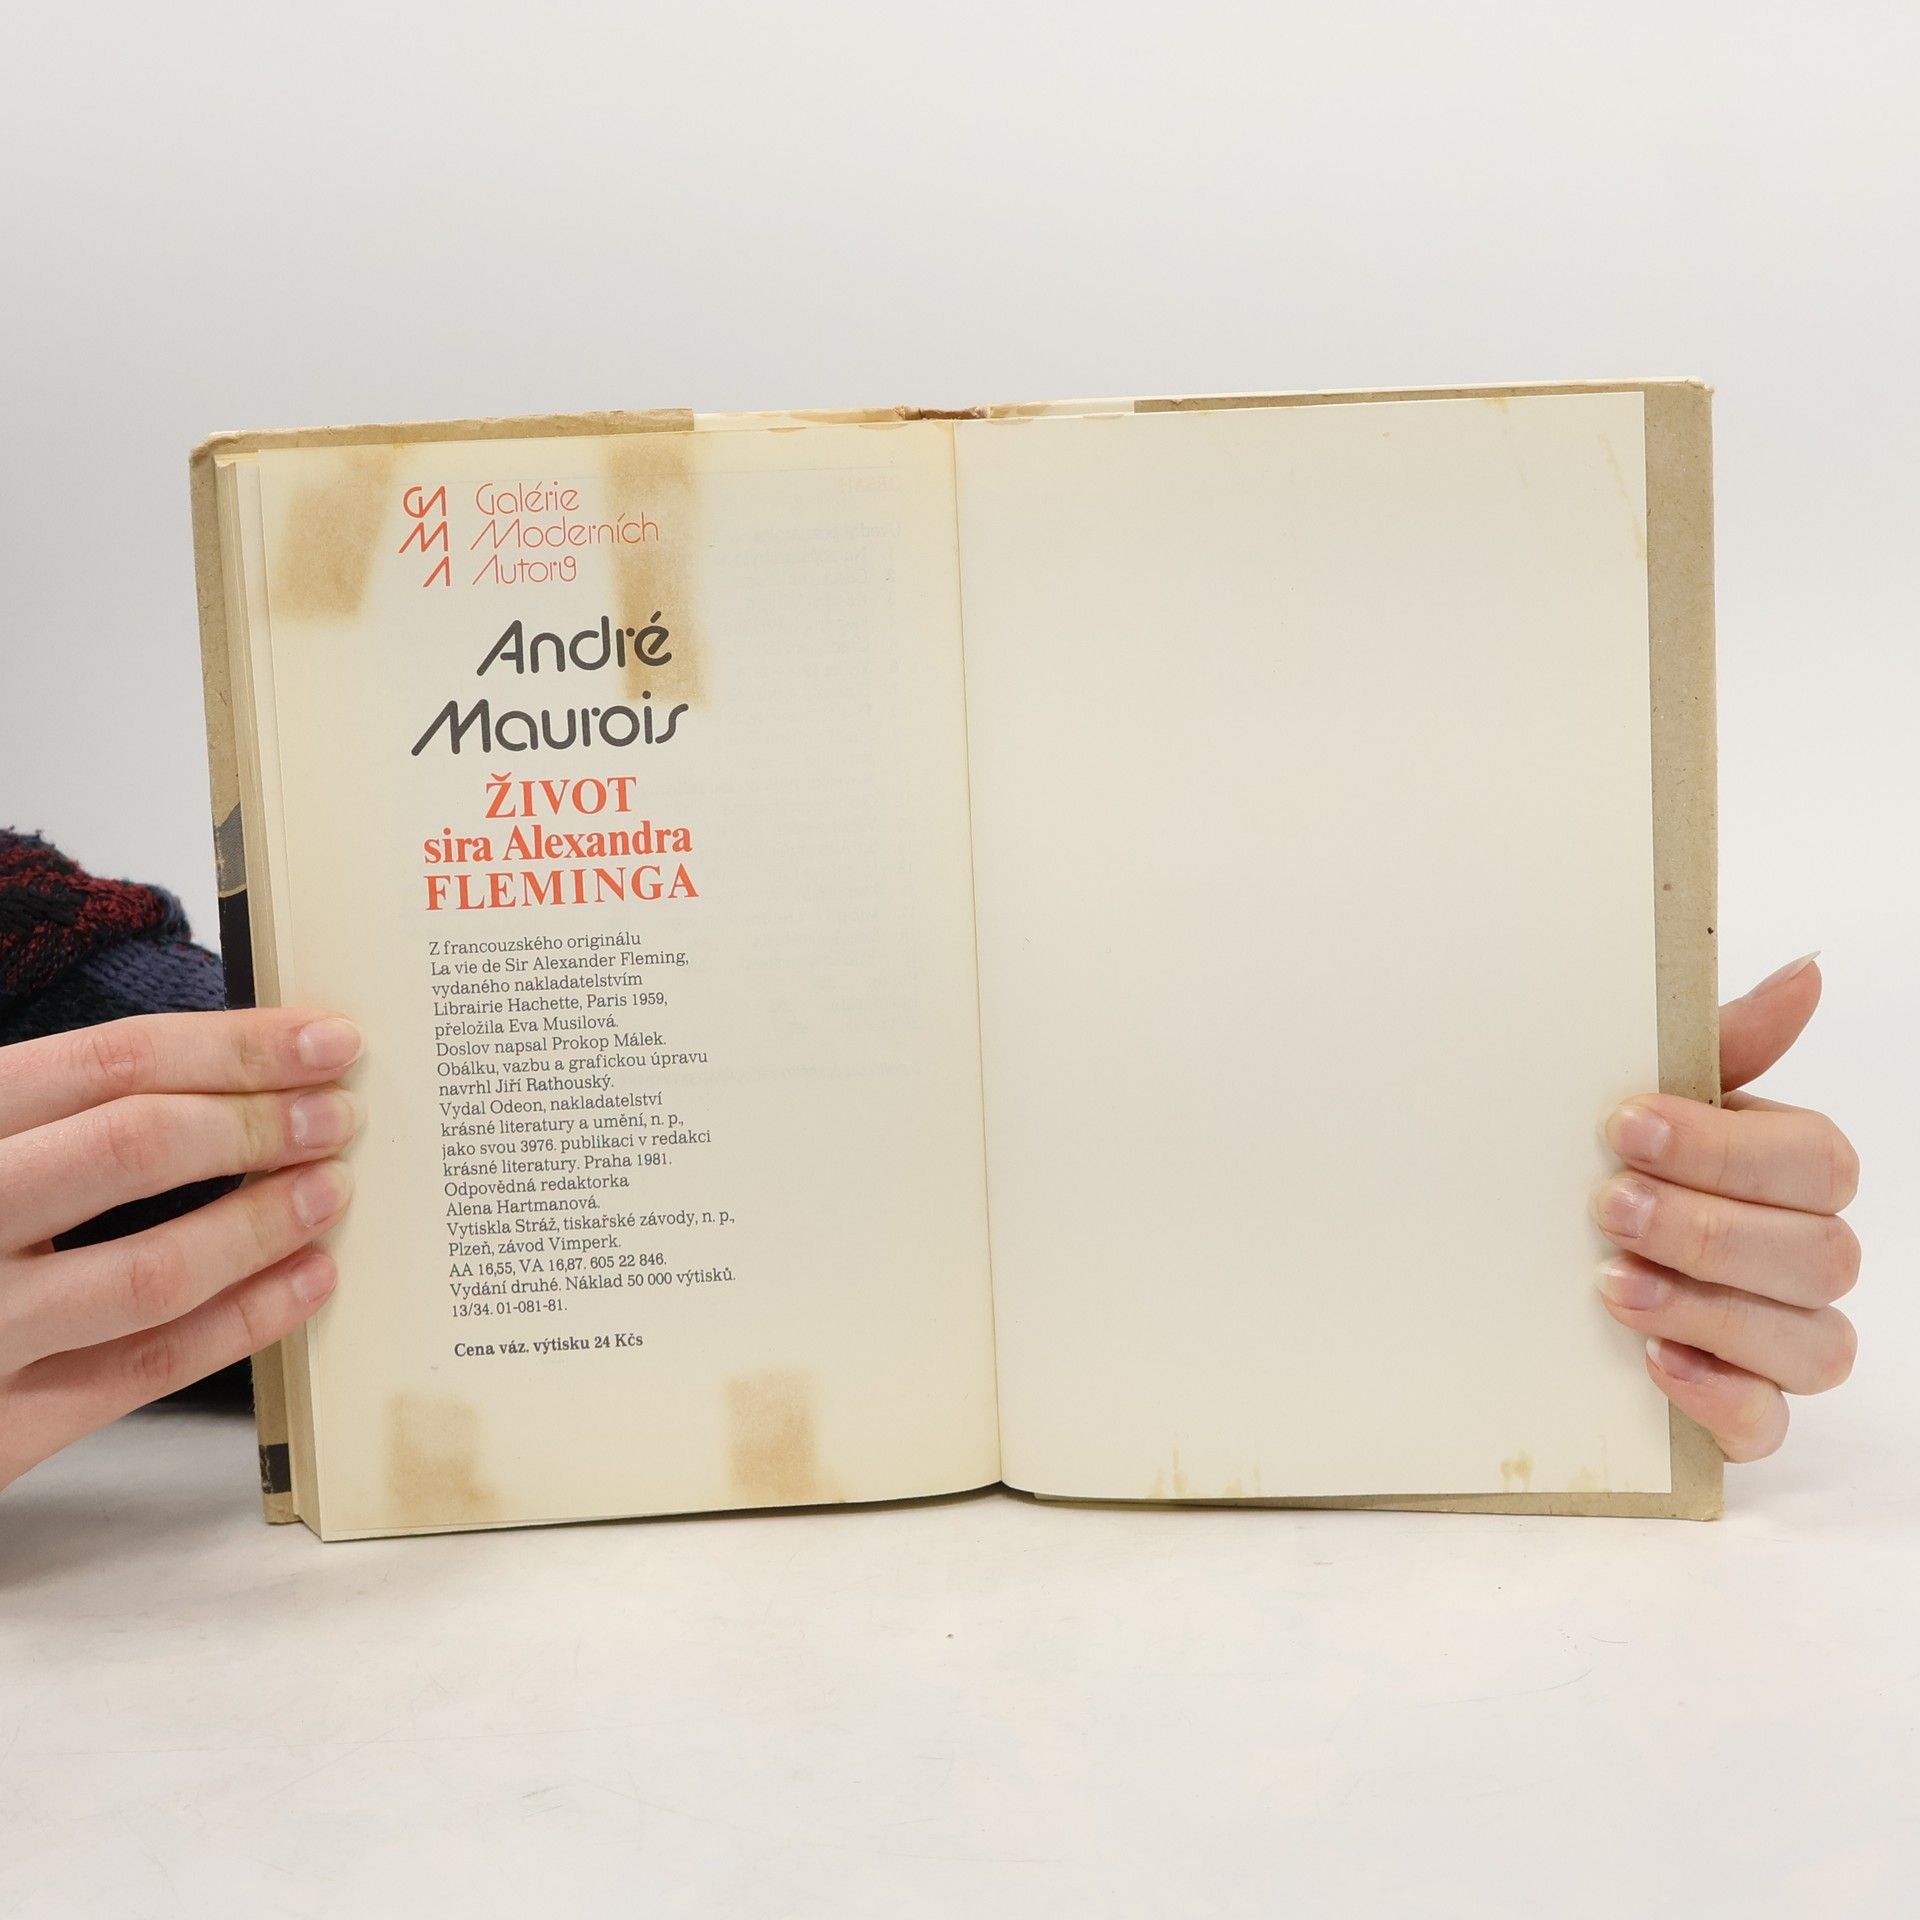 GMA Galérie
Moderních
Autorů
André
Maurois
ŽIVOT
sira Alexandra
FLEMINGA
Z francouzského originálu
La vie de Sir Alexander Fleming,
vydaného nakladatelstvím
Librairie Hachette, Paris 1959,
přeložila Eva Musilová.
Doslov napsal Prokop Málek.
Obálku, vazbu a grafickou úpravu
navrhl Jiří Rathouský.
Vydal Odeon, nakladatelství
krásné literatury a umění, n. p.,
jako svou 3976. publikaci v redakci
krásné literatury. Praha 1981.
Odpovědná redaktorka
Alena Hartmanová.
Vytiskla Stráž, tiskařské závody, n. p.,
Plzeň, závod Vimperk.
AA 16,55, VA 16,87. 605 22 846.
Vydání druhé. Náklad 50 000 výtisků.
13/34. 01-081-81.
Cena váz. výtisku 24 Kčs